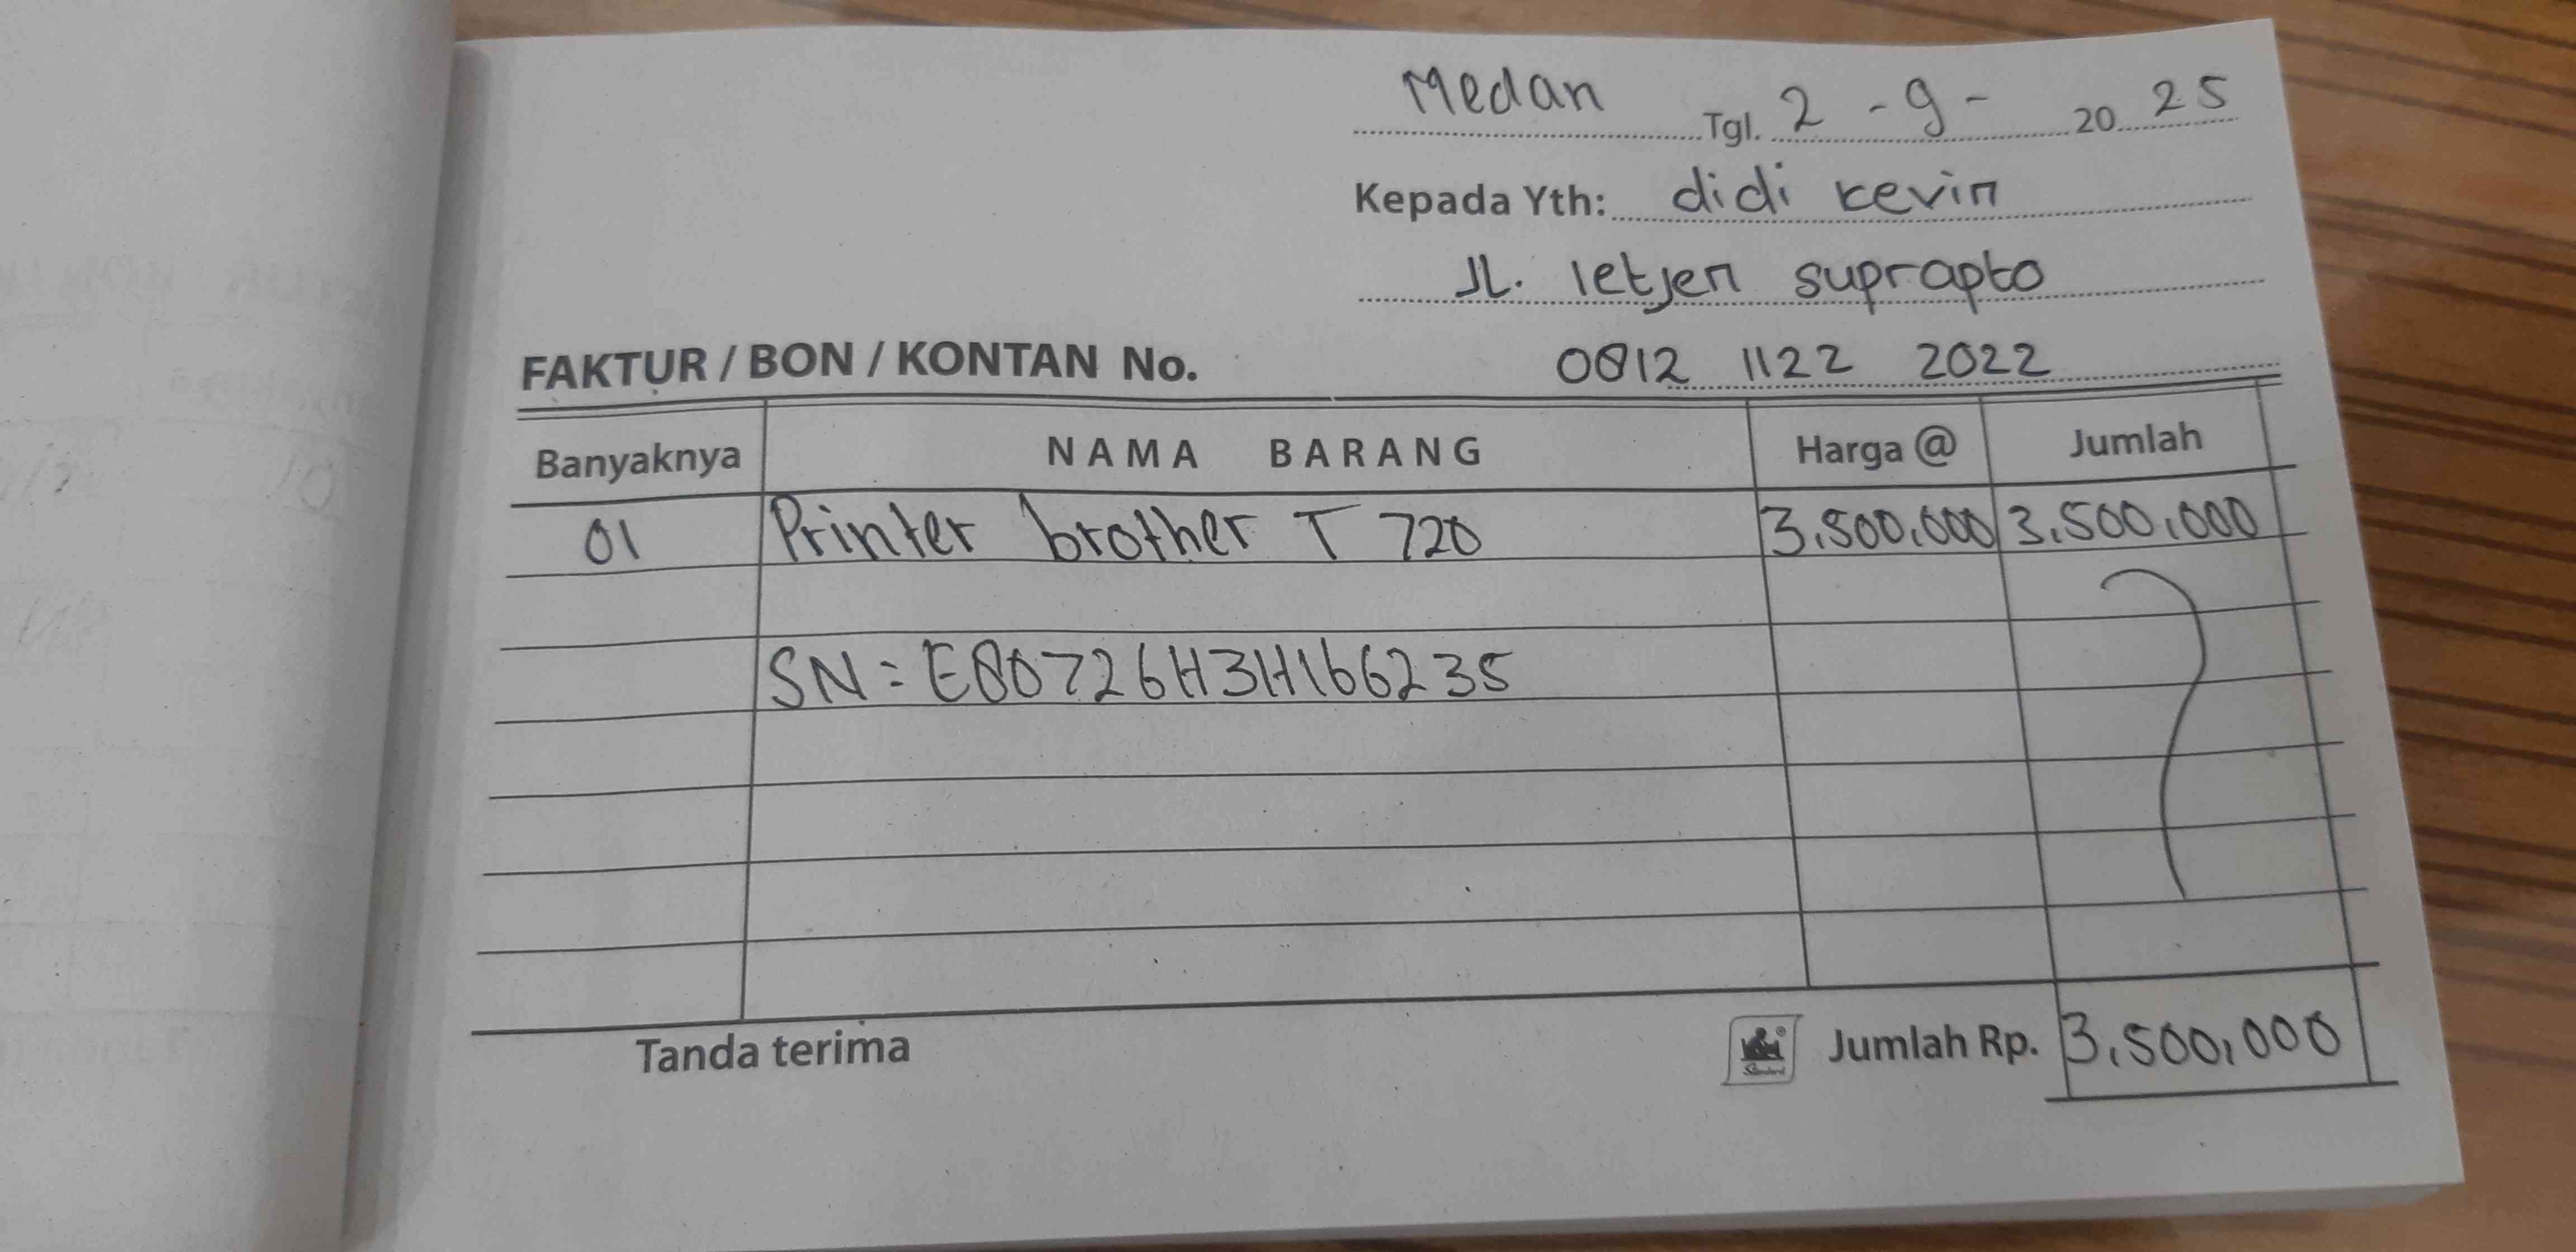 Medan Tgl. 2 - 9 - 20 25
Kepada Yth: didi kevin
JL. letjen suprapto
FAKTUR / BON / KONTAN No. 0812 1122 2022
Banyaknya NAMA BARANG Harga @ Jumlah
01 Printer brother T 720 3.500.000 3.500.000
SN = E80726H3H166235
Tanda terima Jumlah Rp. 3.500.000
Standard